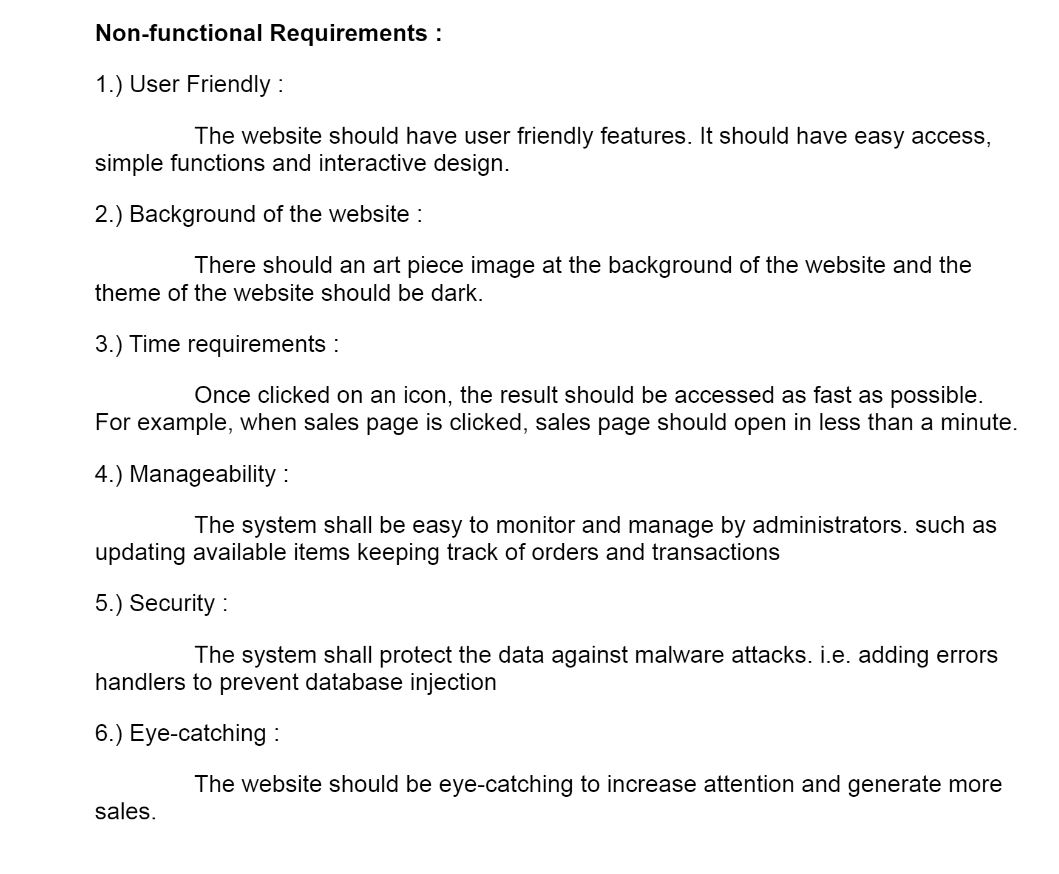 Non-functional Requirements :
1.) User Friendly :
The website should have user friendly features. It should have easy access,
simple functions and interactive design.
2.) Background of the website :
There should an art piece image at the background of the website and the
theme of the website should be dark.
3.) Time requirements :
Once clicked on an icon, the result should be accessed as fast as possible.
For example, when sales page is clicked, sales page should open in less than a minute.
4.) Manageability :
The system shall be easy to monitor and manage by administrators. such as
updating available items keeping track of orders and transactions
5.) Security :
The system shall protect the data against malware attacks. i.e. adding errors
handlers to prevent database injection
6.) Eye-catching :
The website should be eye-catching to increase attention and generate more
sales.